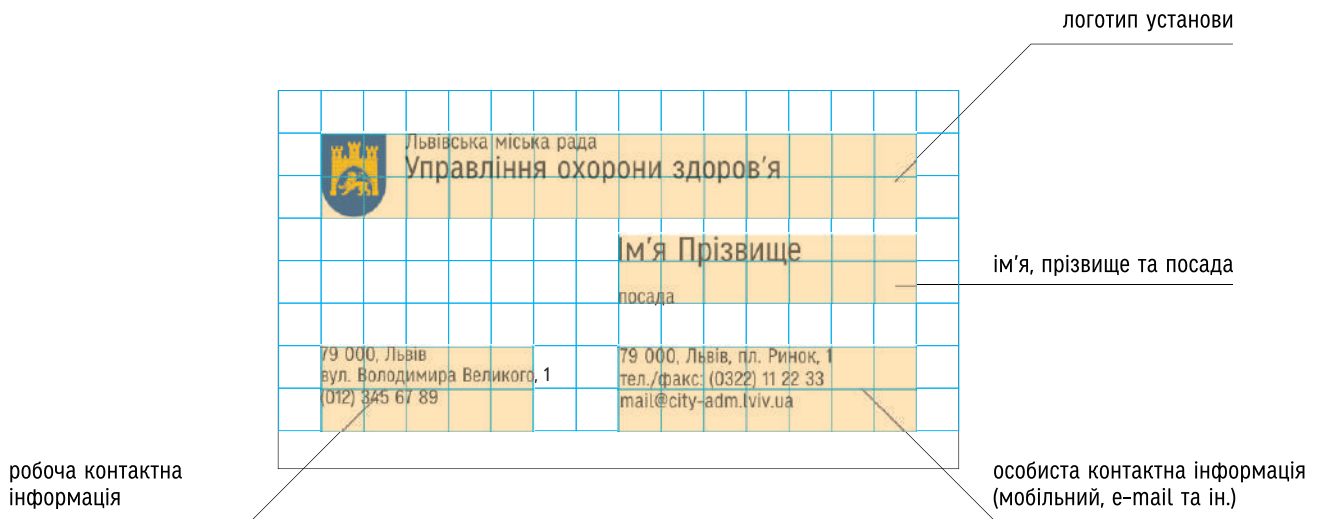 логотип установи
Львівська міська рада
Управління охорони здоров'я
Ім'я Прізвище
ім'я, прізвище та посада
посада
79 000, Львів
вул. Володимира Великого, 1
(012) 345 67 89
79 000, Львів, пл. Ринок, 1
тел./факс: (0322) 11 22 33
mail@city-adm.lviv.ua
робоча контактна
інформація
особиста контактна інформація
(мобільний, e-mail та ін.)